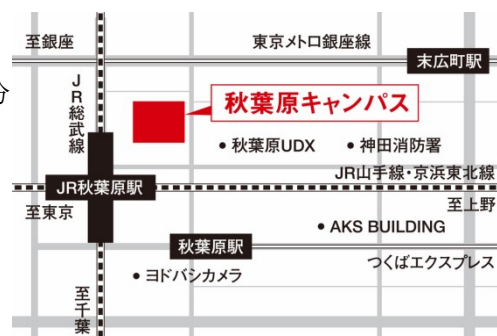 至銀座
東京メトロ銀座線
末広町駅
分
JR総武線
秋葉原キャンパス
• 秋葉原UDX
• 神田消防署
JR山手線・京浜東北線
JR秋葉原駅
至東京
至上野
• AKS BUILDING
秋葉原駅
つくばエクスプレス
• ヨドバシカメラ
至千葉